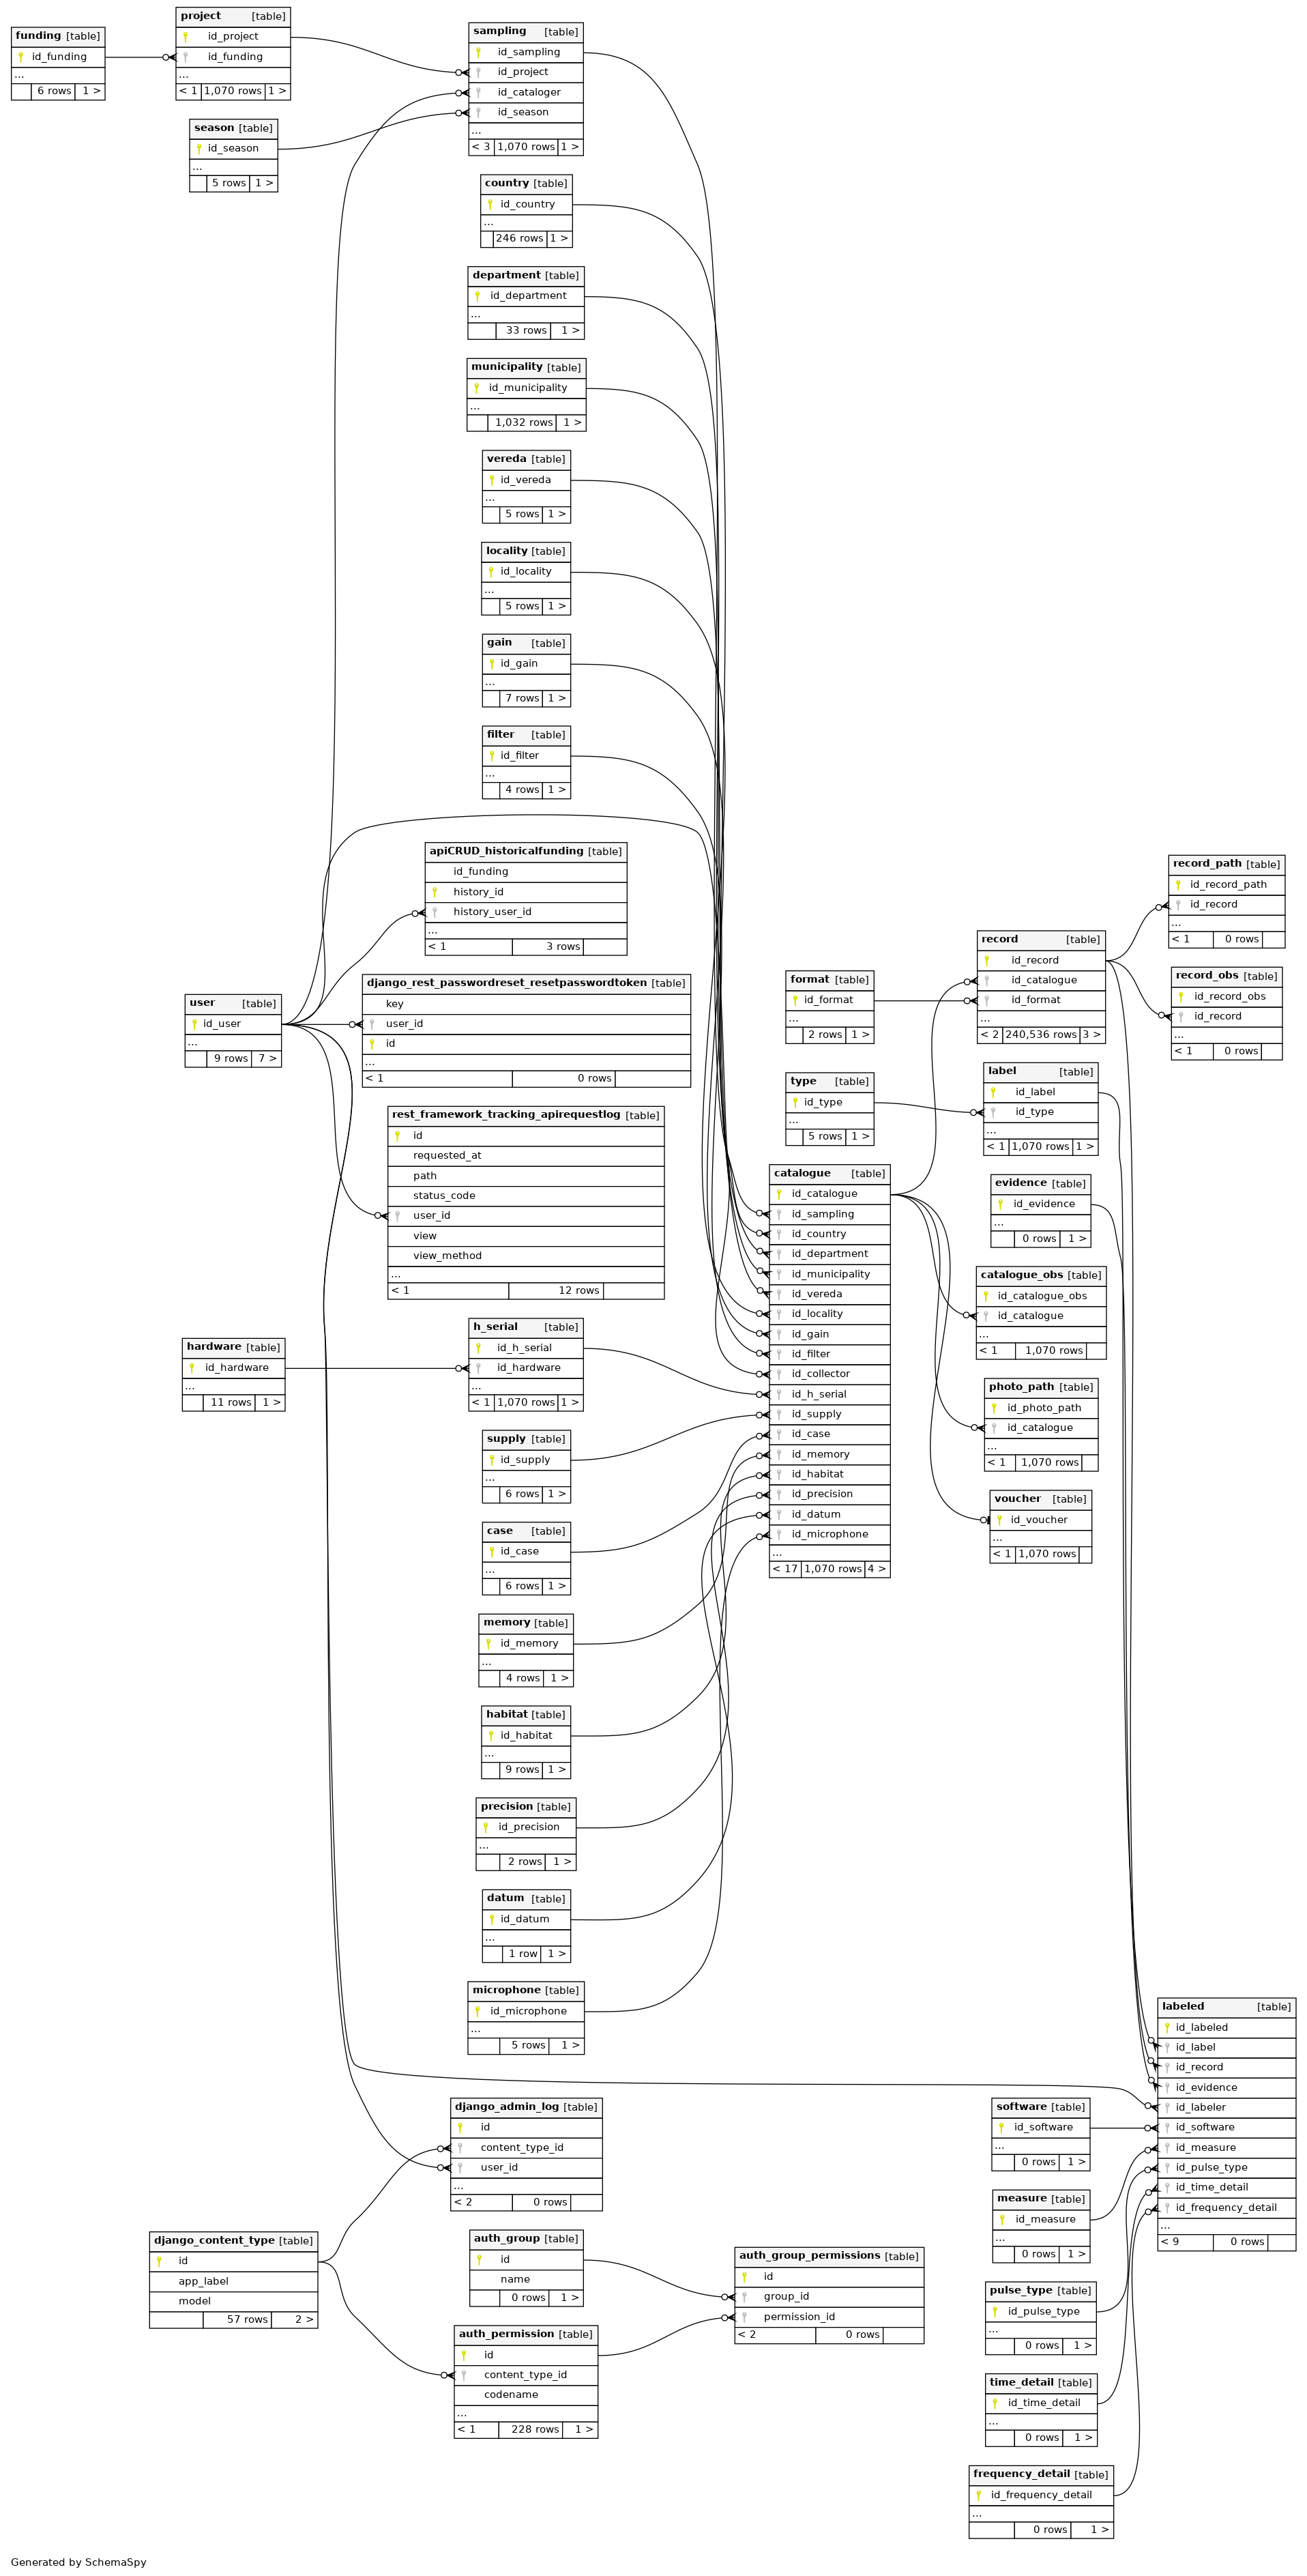 funding [table]
id_funding
...
6 rows 1 >
project [table]
id_project
id_funding
...
< 1 1,070 rows 1 >
season [table]
id_season
...
5 rows 1 >
sampling [table]
id_sampling
id_project
id_cataloger
id_season
...
< 3 1,070 rows 1 >
country [table]
id_country
...
246 rows 1 >
department [table]
id_department
...
33 rows 1 >
municipality [table]
id_municipality
...
1,032 rows 1 >
vereda [table]
id_vereda
...
5 rows 1 >
locality [table]
id_locality
...
5 rows 1 >
gain [table]
id_gain
...
7 rows 1 >
filter [table]
id_filter
...
4 rows 1 >
apiCRUD_historicalfunding [table]
id_funding
history_id
history_user_id
...
< 1 3 rows
user [table]
id_user
...
9 rows 7 >
django_rest_passwordreset_resetpasswordtoken [table]
key
user_id
id
...
< 1 0 rows
rest_framework_tracking_apirequestlog [table]
id
requested_at
path
status_code
user_id
view
view_method
...
< 1 12 rows
hardware [table]
id_hardware
...
11 rows 1 >
h_serial [table]
id_h_serial
id_hardware
...
< 1 1,070 rows 1 >
supply [table]
id_supply
...
6 rows 1 >
case [table]
id_case
...
6 rows 1 >
memory [table]
id_memory
...
4 rows 1 >
habitat [table]
id_habitat
...
9 rows 1 >
precision [table]
id_precision
...
2 rows 1 >
datum [table]
id_datum
...
1 row 1 >
microphone [table]
id_microphone
...
5 rows 1 >
format [table]
id_format
...
2 rows 1 >
type [table]
id_type
...
5 rows 1 >
catalogue [table]
id_catalogue
id_sampling
id_country
id_department
id_municipality
id_vereda
id_locality
id_gain
id_filter
id_collector
id_h_serial
id_supply
id_case
id_memory
id_habitat
id_precision
id_datum
id_microphone
...
< 17 1,070 rows 4 >
record [table]
id_record
id_catalogue
id_format
...
< 2 240,536 rows 3 >
label [table]
id_label
id_type
...
< 1 1,070 rows 1 >
evidence [table]
id_evidence
...
0 rows 1 >
catalogue_obs [table]
id_catalogue_obs
id_catalogue
...
< 1 1,070 rows
photo_path [table]
id_photo_path
id_catalogue
...
< 1 1,070 rows
voucher [table]
id_voucher
...
< 1 1,070 rows
record_path [table]
id_record_path
id_record
...
< 1 0 rows
record_obs [table]
id_record_obs
id_record
...
< 1 0 rows
labeled [table]
id_labeled
id_label
id_record
id_evidence
id_labeler
id_software
id_measure
id_pulse_type
id_time_detail
id_frequency_detail
...
< 9 0 rows
software [table]
id_software
...
0 rows 1 >
measure [table]
id_measure
...
0 rows 1 >
pulse_type [table]
id_pulse_type
...
0 rows 1 >
time_detail [table]
id_time_detail
...
0 rows 1 >
frequency_detail [table]
id_frequency_detail
...
0 rows 1 >
django_admin_log [table]
id
content_type_id
user_id
...
< 2 0 rows
django_content_type [table]
id
app_label
model
57 rows 2 >
auth_group [table]
id
name
0 rows 1 >
auth_permission [table]
id
content_type_id
codename
...
< 1 228 rows 1 >
auth_group_permissions [table]
id
group_id
permission_id
< 2 0 rows
Generated by SchemaSpy